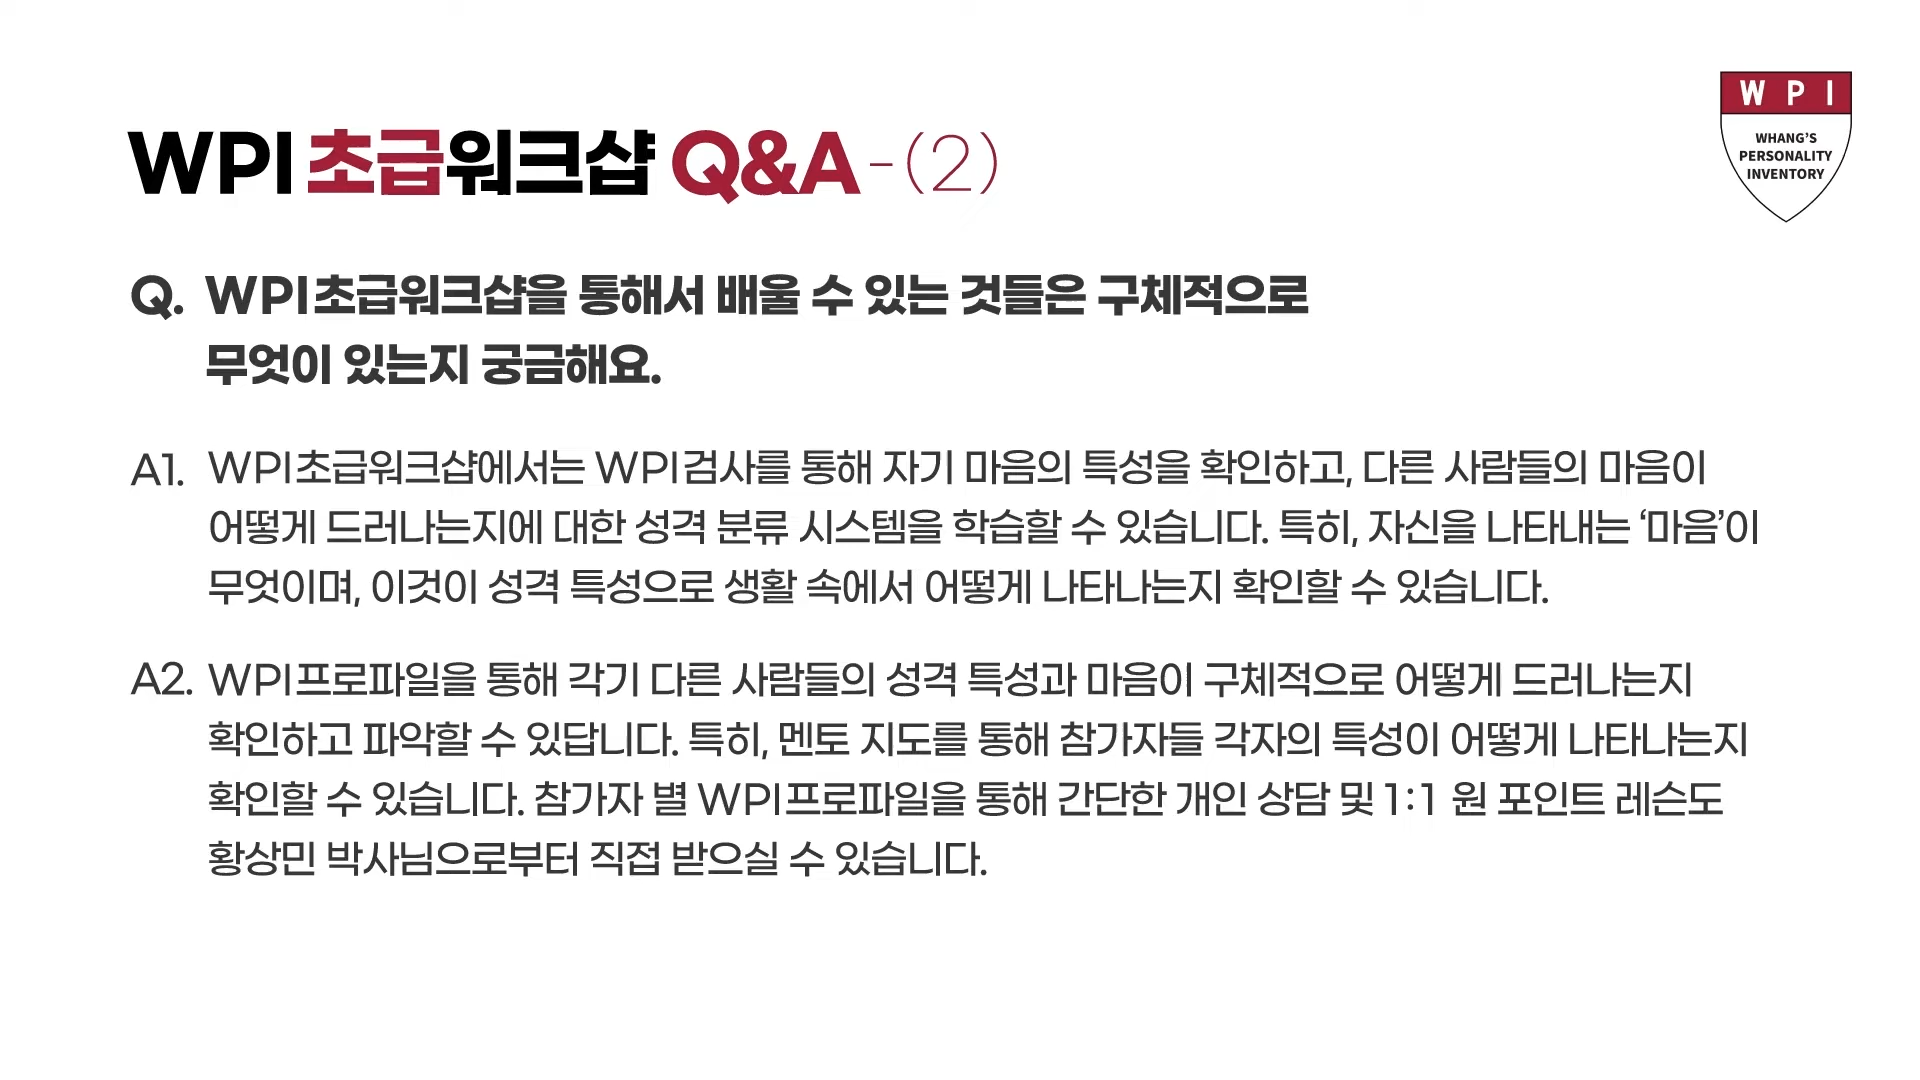 WPI 초급워크샵 Q&A - (2)
W P I
WHANG'S
PERSONALITY
INVENTORY
Q. WPI초급워크샵을 통해서 배울 수 있는 것들은 구체적으로
무엇이 있는지 궁금해요.
A1. WPI초급워크샵에서는 WPI검사를 통해 자기 마음의 특성을 확인하고, 다른 사람들의 마음이
어떻게 드러나는지에 대한 성격 분류 시스템을 학습할 수 있습니다. 특히, 자신을 나타내는 ‘마음’이
무엇이며, 이것이 성격 특성으로 생활 속에서 어떻게 나타나는지 확인할 수 있습니다.
A2. WPI프로파일을 통해 각기 다른 사람들의 성격 특성과 마음이 구체적으로 어떻게 드러나는지
확인하고 파악할 수 있답니다. 특히, 멘토 지도를 통해 참가자들 각자의 특성이 어떻게 나타나는지
확인할 수 있습니다. 참가자 별 WPI프로파일을 통해 간단한 개인 상담 및 1:1 원 포인트 레슨도
황상민 박사님으로부터 직접 받으실 수 있습니다.